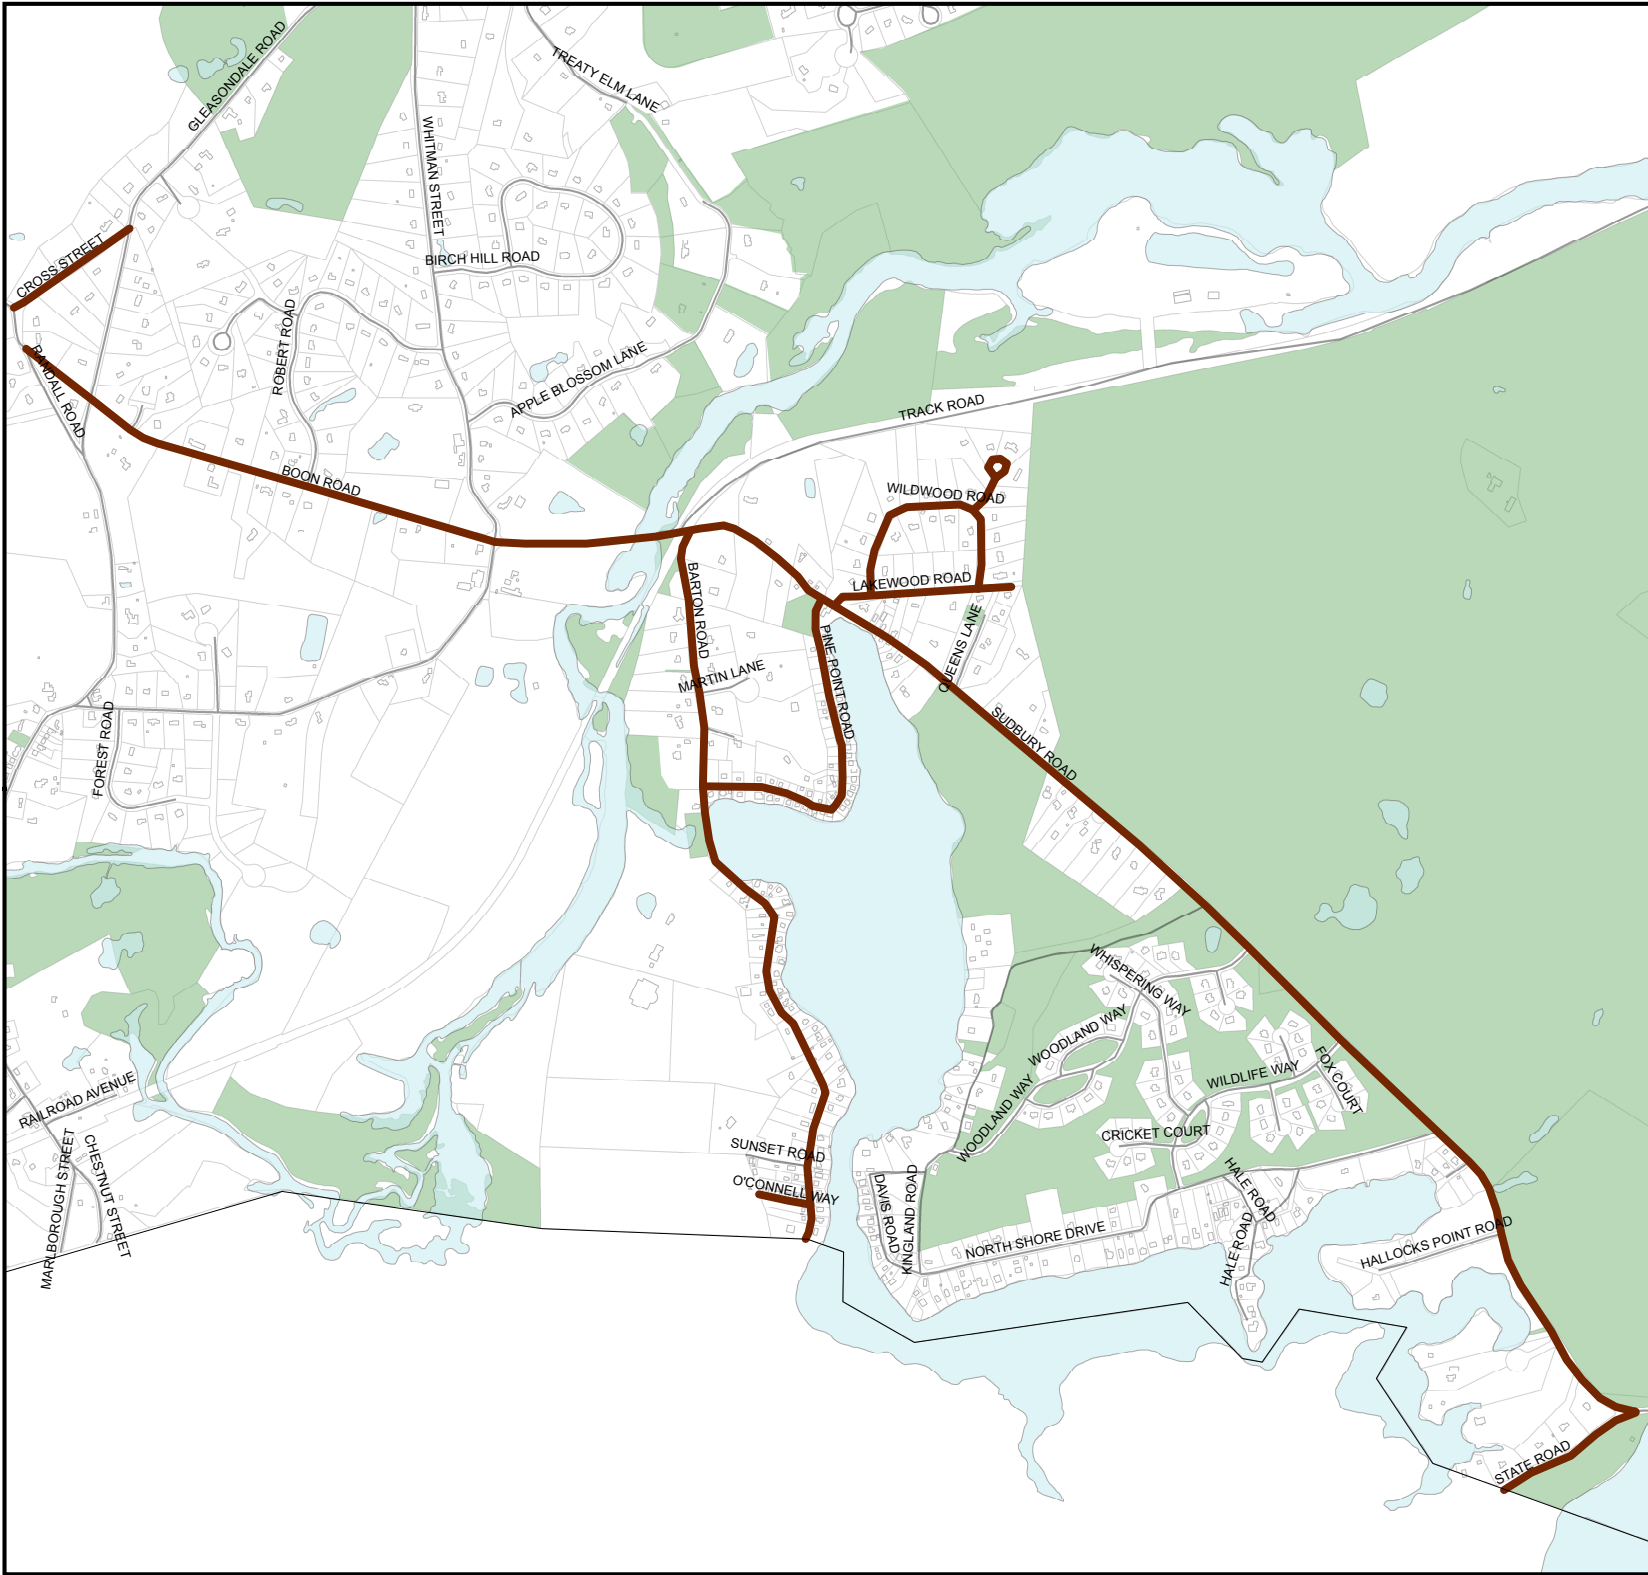 GLEASONDALE ROAD
TREATY ELM LANE
WHITMAN STREET
CROSS STREET
BIRCH HILL ROAD
ROBERT ROAD
RANDALL ROAD
APPLE BLOSSOM LANE
TRACK ROAD
BOON ROAD
WILDWOOD ROAD
LAKEWOOD ROAD
BARTON ROAD
QUEENS LANE
PINE POINT ROAD
MARTIN LANE
FOREST ROAD
SUDBURY ROAD
WHISPERING WAY
WOODLAND WAY
WOODLAND WAY
WILDLIFE WAY
FOX COURT
RAILROAD AVENUE
CRICKET COURT
CHESTNUT STREET
MARLBOROUGH STREET
SUNSET ROAD
O'CONNELL WAY
DAVIS ROAD
KINGLAND ROAD
HALE ROAD
HALE ROAD
NORTH SHORE DRIVE
HALLOCKS POINT ROAD
STATE ROAD